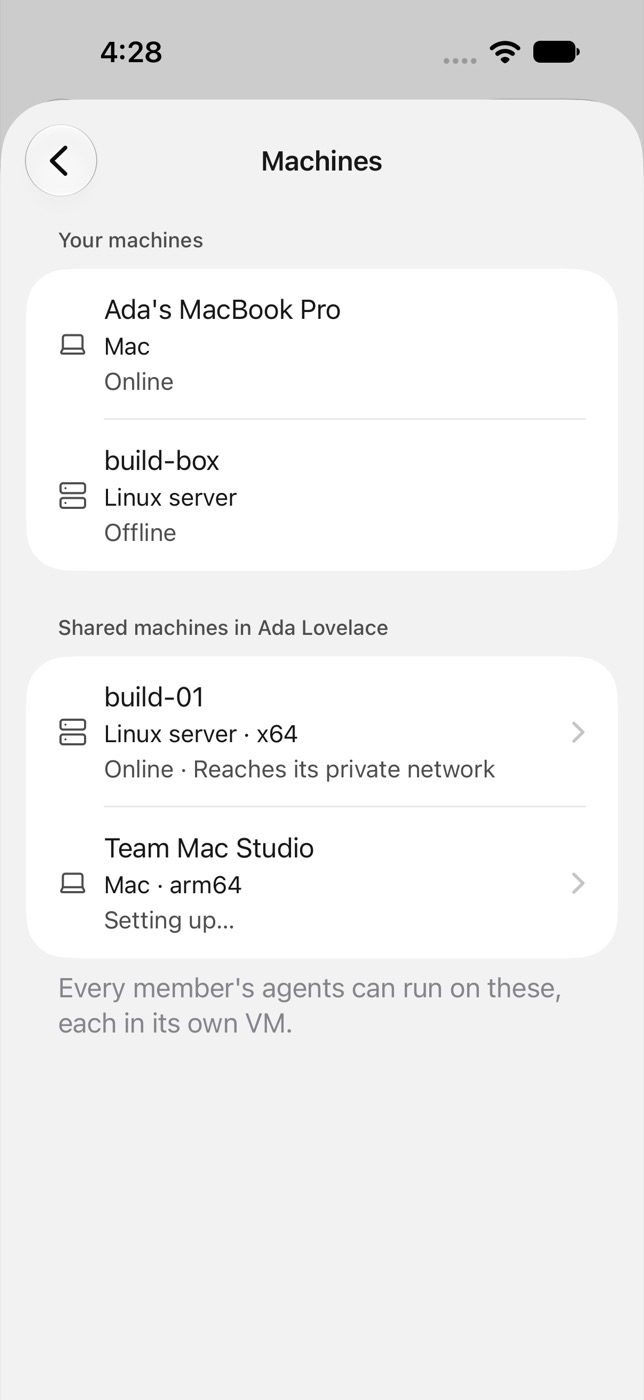 4:28
Machines
Your machines
Ada's MacBook Pro
Mac
Online
build-box
Linux server
Offline
Shared machines in Ada Lovelace
build-01
Linux server · x64
Online · Reaches its private network
Team Mac Studio
Mac · arm64
Setting up...
Every member's agents can run on these,
each in its own VM.